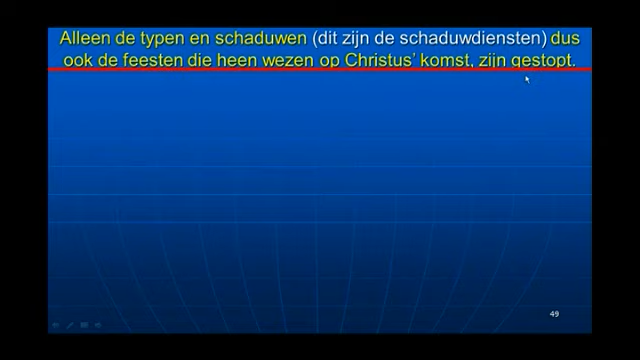 Alleen de typen en schaduwen (dit zijn de schaduwdiensten) dus
ook de feesten die heen wezen op Christus’ komst, zijn gestopt.
49